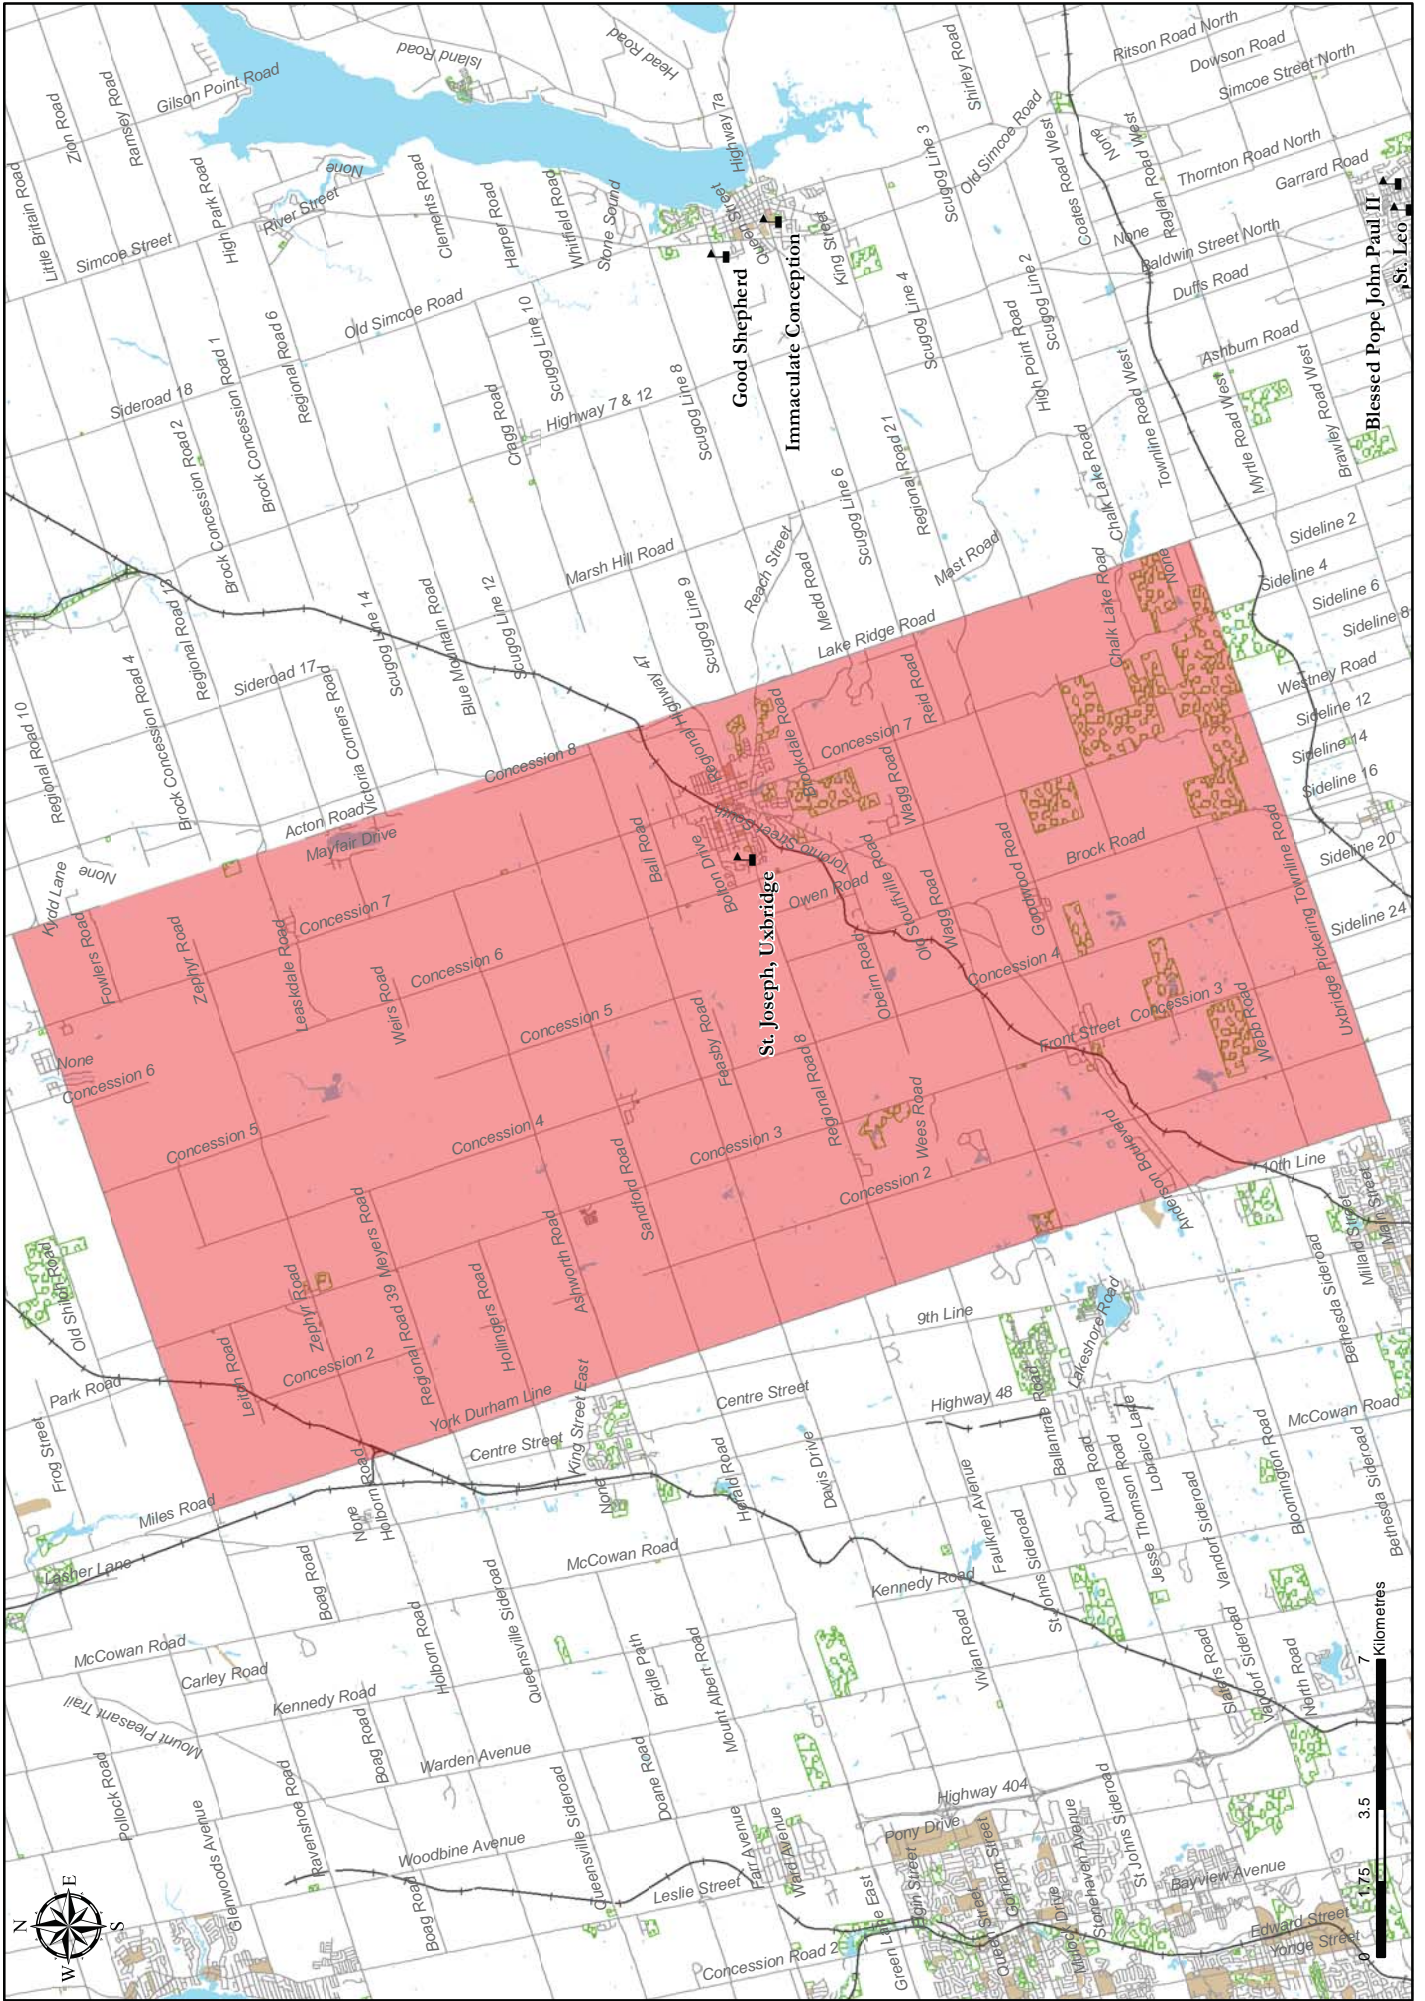 Little Britain Road
Zion Road
Ramsey Road
Gilson Point Road
Island Road
Head Road
Shirley Road
Ritson Road North
Dowson Road
Simcoe Street North
Simcoe Street
High Park Road
River Street
None
Clements Road
Harper Road
Whitfield Road
Stone Sound
Queen Street
Highway 7a
King Street
Scugog Line 3
Old Simcoe Road
Coates Road West
None
Raglan Road West
Thornton Road North
Garrard Road
Immaculate Conception
Good Shepherd
Blessed Pope John Paul II
St. Leo
None
Baldwin Street North
Duffs Road
Ashburn Road
Scugog Line 4
Scugog Line 2
High Point Road
Townline Road West
Myrtle Road West
Brawley Road West
Sideroad 18
Brock Concession Road 2
Brock Concession Road 1
Regional Road 6
Old Simcoe Road
Cragg Road
Scugog Line 10
Highway 7 & 12
Scugog Line 8
Scugog Line 6
Regional Road 21
Chalk Lake Road
Mast Road
Reach Street
Medd Road
Marsh Hill Road
Scugog Line 9
Regional Highway 47
Lake Ridge Road
Chalk Lake Road
None
Sideline 2
Sideline 4
Sideline 6
Sideline 8
Westney Road
Sideline 12
Sideline 14
Sideline 16
Sideline 20
Sideline 24
Regional Road 10
Brock Concession Road 4
Regional Road 13
Sideroad 17
Victoria Corners Road
Scugog Line 14
Blue Mountain Road
Scugog Line 12
Concession 8
Acton Road
Mayfair Drive
Kydd Lane
None
Fowlers Road
Zephyr Road
Leaskdale Road
Concession 7
Weirs Road
Concession 6
Concession 5
Ball Road
Bolton Drive
Toronto Street South
Brookdale Road
Concession 7
Reid Road
Wagg Road
Owen Road
Old Stouffville Road
Wagg Road
Goodwood Road
Brock Road
Uxbridge Pickering Townline Road
St. Joseph, Uxbridge
Feasby Road
Regional Road 8
Obeirn Road
Concession 4
Front Street
Concession 3
Webb Road
None
Concession 6
Concession 5
Concession 4
Concession 3
Sandford Road
Concession 2
Wees Road
Anderson Boulevard
10th Line
Old Shilon Road
Zephyr Road
Regional Road 39 Meyers Road
Hollingers Road
Ashworth Road
Leitch Road
Concession 2
York Durham Line
Park Road
Frog Street
Miles Road
Lasher Lane
None
Holborn Road
Centre Street
King Street East
None
Centre Street
Herald Road
Davis Drive
9th Line
Highway 48
Lakeshore Road
Ballantrae Road
Aurora Road
Jesse Thomson Road
Lobraico Lane
Vandorf Sideroad
Bloomington Road
McCowan Road
Bethesda Sideroad
Bethesda Sideroad
Millard Street
Main Street
McCowan Road
Carley Road
Mount Pleasant Trail
Kennedy Road
Boag Road
Holborn Road
Queensville Sideroad
McCowan Road
Bridle Path
Mount Albert Road
Kennedy Road
Faulkner Avenue
St Johns Sideroad
Vivian Road
Slaters Road
Vandorf Sideroad
North Road
Pollock Road
Glenwoods Avenue
Ravenshoe Road
Boag Road
Warden Avenue
Woodbine Avenue
Boag Road
Queensville Sideroad
Doane Road
Leslie Street
Farr Avenue
Ward Avenue
Concession Road 2
Green Lane East
Highway 404
Pony Drive
Elgin Street
Queen Street
Gorham Street
Mulock Drive
Stonehaven Avenue
St Johns Sideroad
Bayview Avenue
Edward Street
Yonge Street
N
E
S
W
0 1.75 3.5 7
Kilometres